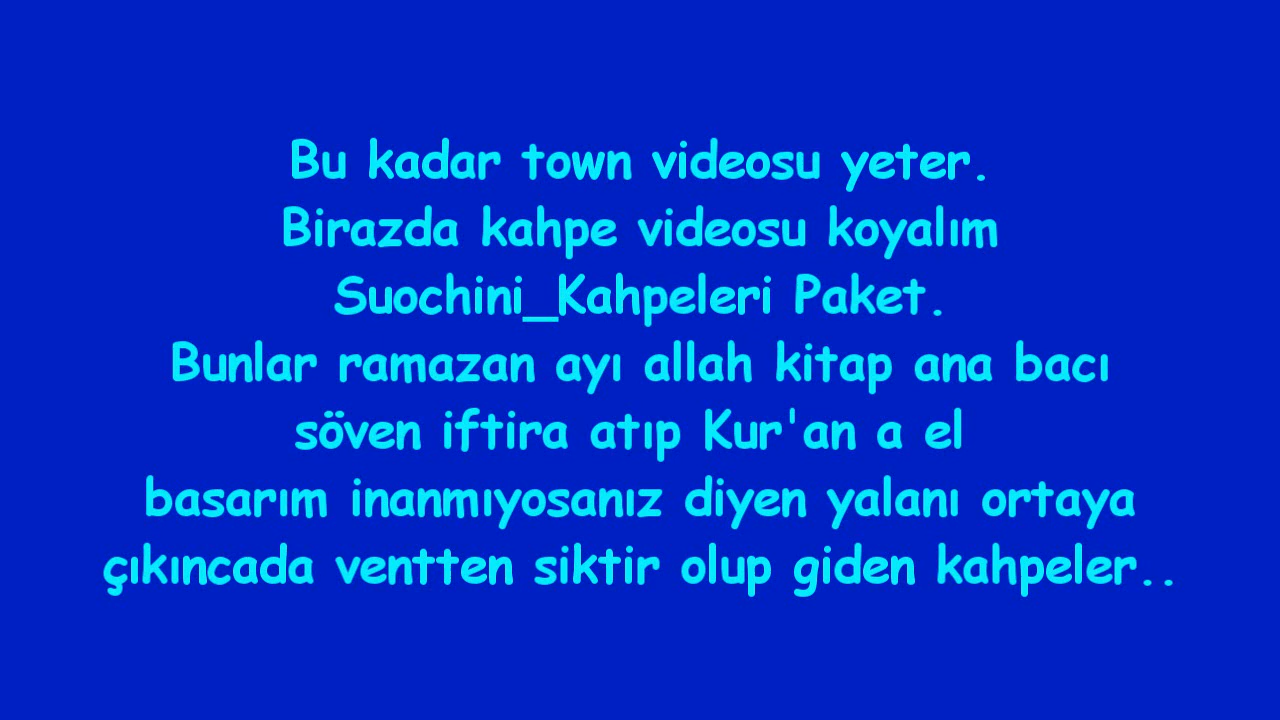 Bu kadar town videosu yeter.
Birazda kahpe videosu koyalım
Suochini_Kahpeleri Paket.
Bunlar ramazan ayı allah kitap ana bacı
söven iftira atıp Kur'an a el
basarım inanmıyosanız diyen yalanı ortaya
çıkıncada ventten siktir olup giden kahpeler..